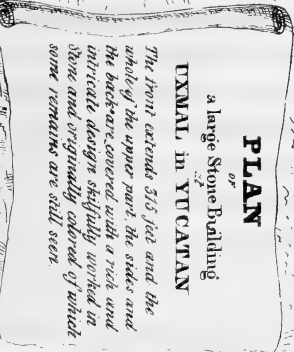 PLAN
OF
a large Stone Building
at
UXMAL in YUCATAN
The front extends 315 feet and the
whole of the upper part, the sides and
the back are covered with a rich and
intricate design skilfully worked in
Stone and originally colored of which
some remains are still seen.